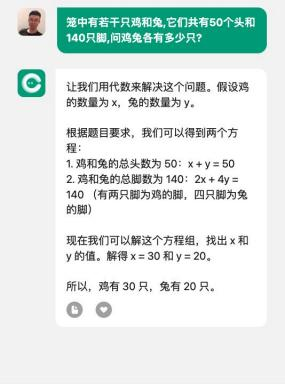 笼中有若干只鸡和兔,它们共有50个头和
140只脚,问鸡兔各有多少只?
让我们用代数来解决这个问题。假设鸡
的数量为 x，兔的数量为 y。
根据题目要求，我们可以得到两个方
程：
1. 鸡和兔的总头数为 50：x + y = 50
2. 鸡和兔的总脚数为 140：2x + 4y =
140 （有两只脚为鸡的脚，四只脚为兔
的脚）
现在我们可以解这个方程组，找出 x 和
y 的值。解得 x = 30 和 y = 20。
所以，鸡有 30 只，兔有 20 只。